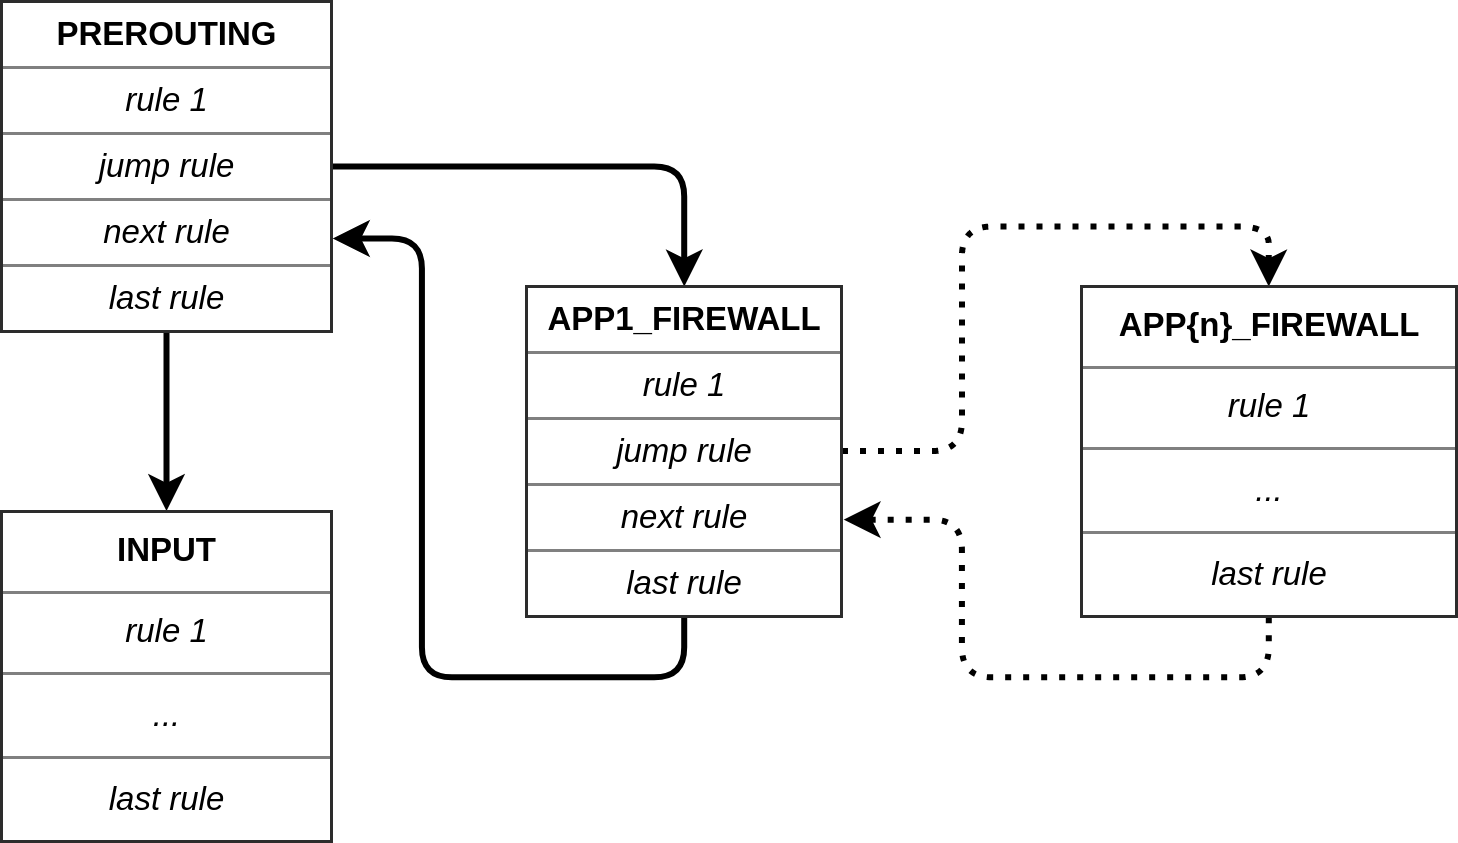 PREROUTING
rule 1
jump rule
next rule
last rule
APP1_FIREWALL
rule 1
jump rule
next rule
last rule
APP{n}_FIREWALL
rule 1
...
last rule
INPUT
rule 1
...
last rule